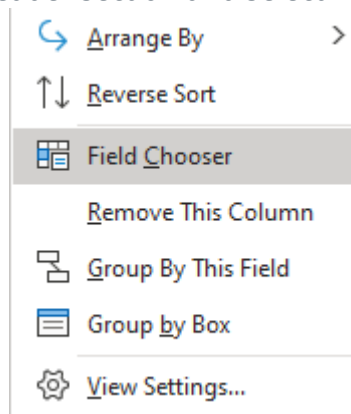 Arrange By
Reverse Sort
Field Chooser
Remove This Column
Group By This Field
Group by Box
View Settings...